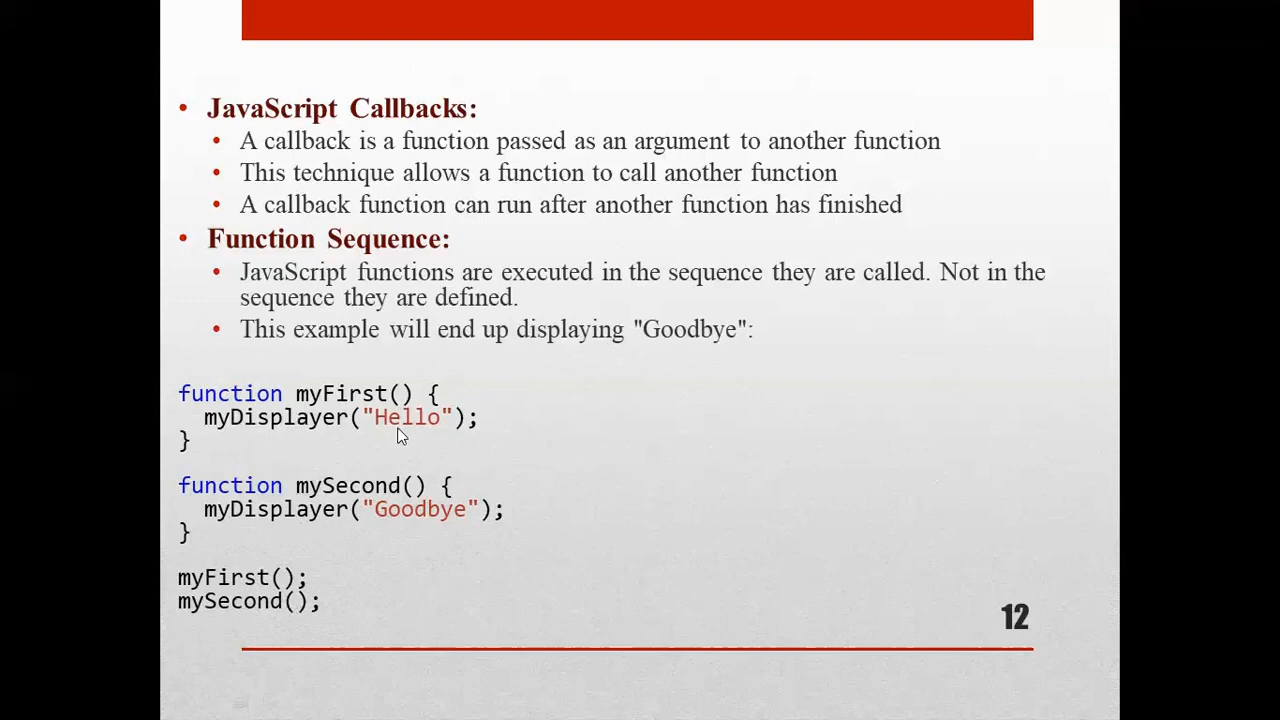 • JavaScript Callbacks:
• A callback is a function passed as an argument to another function
• This technique allows a function to call another function
• A callback function can run after another function has finished
• Function Sequence:
• JavaScript functions are executed in the sequence they are called. Not in the
sequence they are defined.
• This example will end up displaying "Goodbye":
function myFirst() {
  myDisplayer("Hello");
}
function mySecond() {
  myDisplayer("Goodbye");
}
myFirst();
mySecond();
12